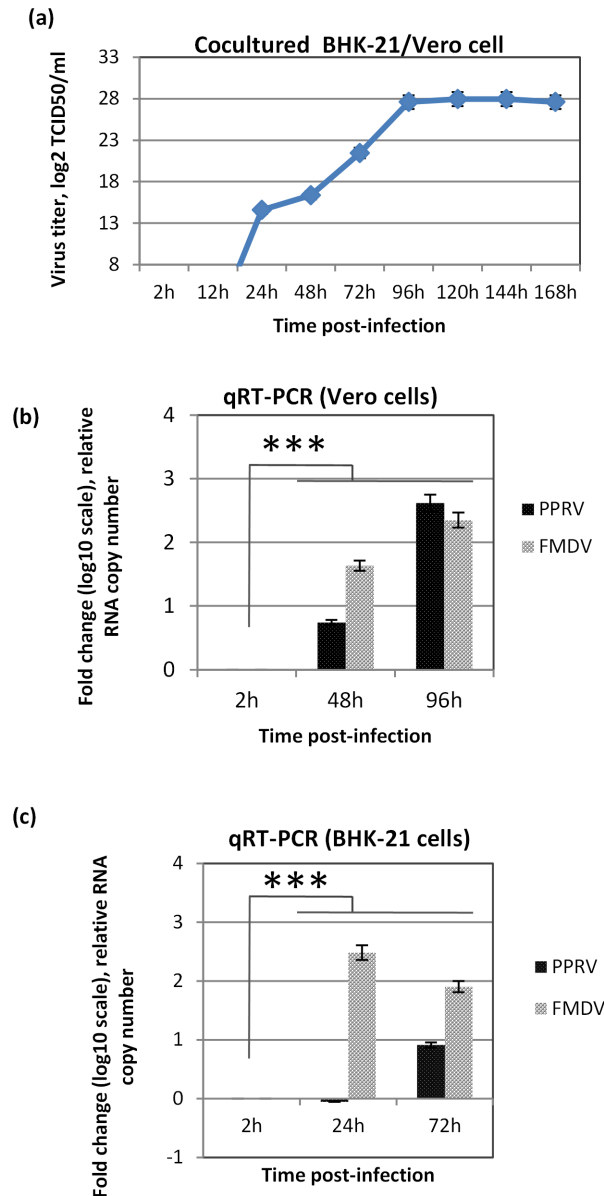 (a)
Cocultured BHK-21/Vero cell
Virus titer, log2 TCID50/ml
33
28
23
18
13
8
2h 12h 24h 48h 72h 96h 120h 144h 168h
Time post-infection
(b)
qRT-PCR (Vero cells)
Fold change (log10 scale), relative
RNA copy number
4
3
2
1
0
***
PPRV
FMDV
2h 48h 96h
Time post-infection
(c)
qRT-PCR (BHK-21 cells)
Fold change (log10 scale), relative RNA
copy number
4
3
2
1
0
-1
***
PPRV
FMDV
2h 24h 72h
Time post-infection